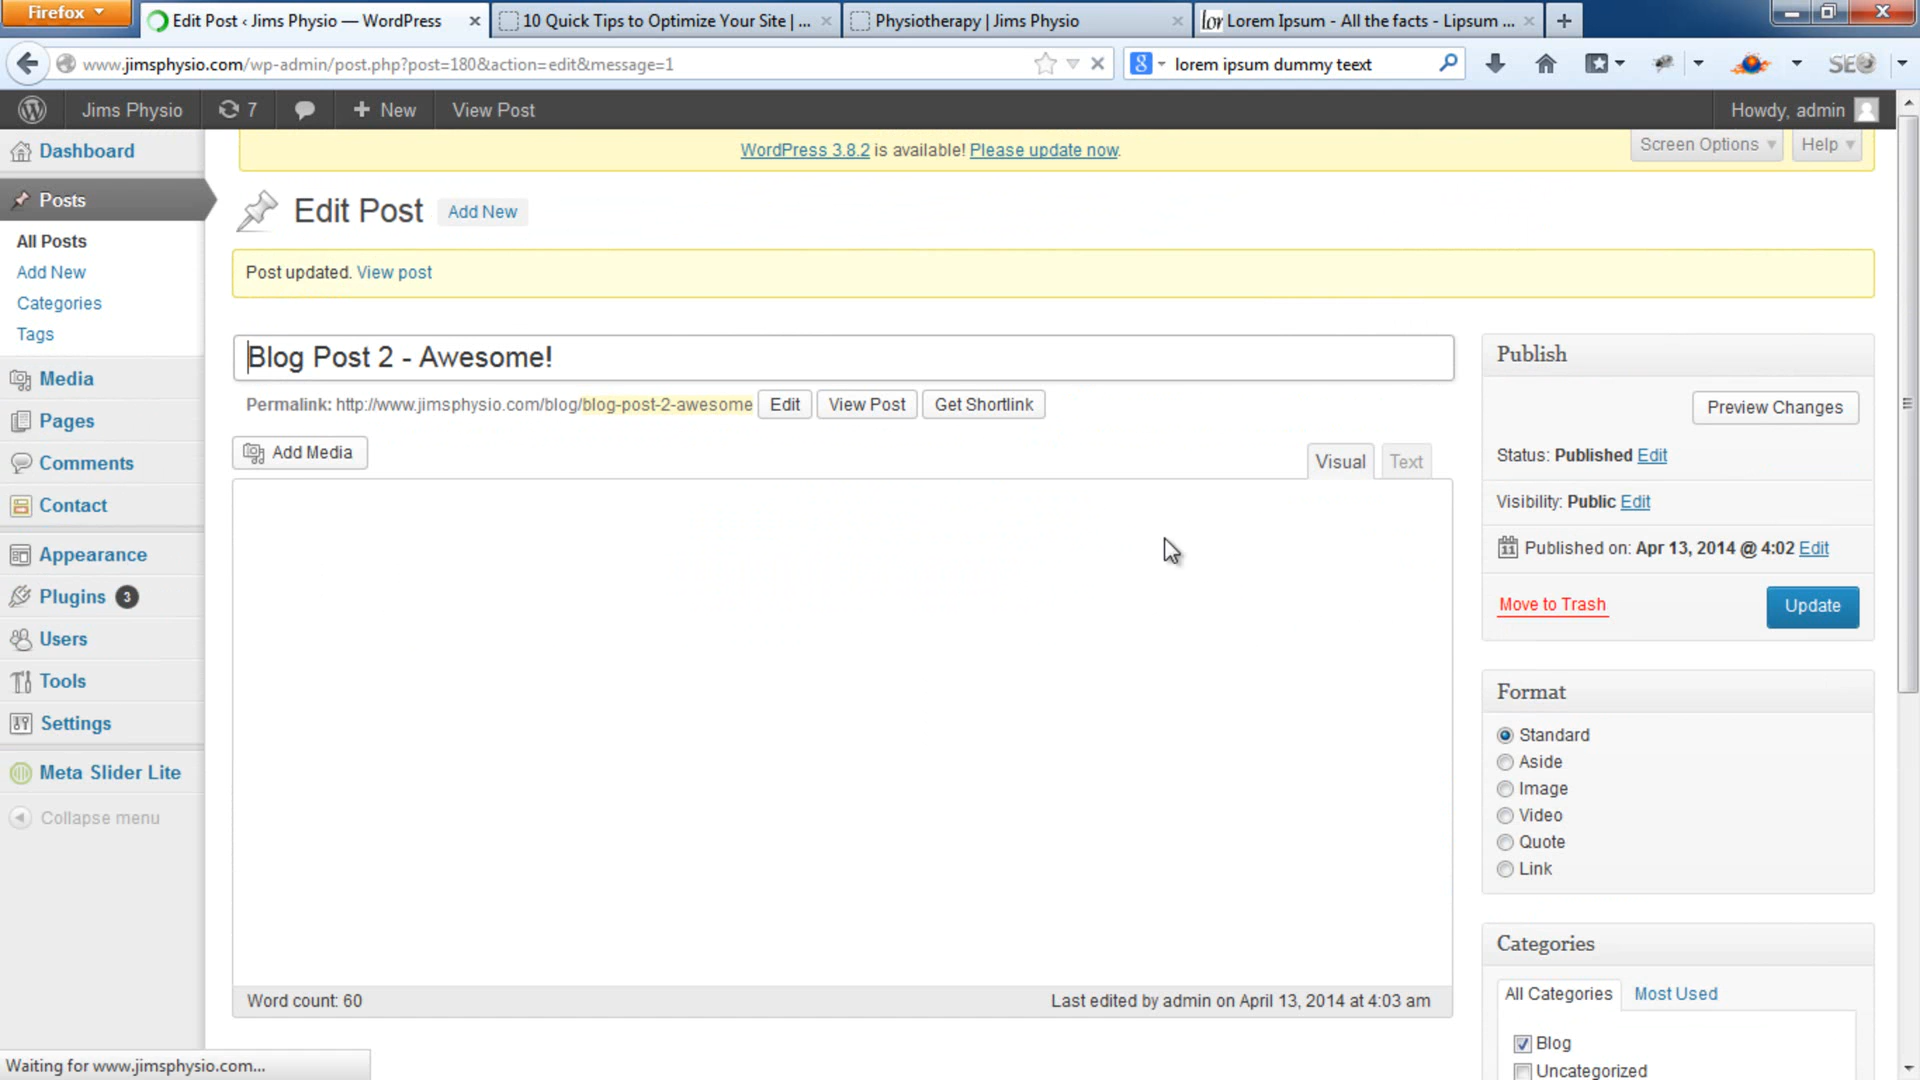 Firefox
Edit Post ‹ Jims Physio — WordPress
10 Quick Tips to Optimize Your Site | ...
Physiotherapy | Jims Physio
lor Lorem Ipsum - All the facts - Lipsum ...
www.jimsphysio.com/wp-admin/post.php?post=180&action=edit&message=1
8 lorem ipsum dummy teext
SEO
Jims Physio
7
New
View Post
Howdy, admin
Dashboard
WordPress 3.8.2 is available! Please update now.
Screen Options
Help
Posts
Edit Post
Add New
All Posts
Add New
Categories
Tags
Post updated. View post
Blog Post 2 - Awesome!
Permalink: http://www.jimsphysio.com/blog/blog-post-2-awesome
Edit
View Post
Get Shortlink
Add Media
Visual
Text
Publish
Preview Changes
Status: Published Edit
Visibility: Public Edit
11 Published on: Apr 13, 2014 @ 4:02 Edit
Move to Trash
Update
Media
Pages
Comments
Contact
Appearance
Plugins 3
Users
Tools
Settings
Meta Slider Lite
Collapse menu
Format
Standard
Aside
Image
Video
Quote
Link
Categories
All Categories
Most Used
Blog
Uncategorized
Word count: 60
Last edited by admin on April 13, 2014 at 4:03 am
Waiting for www.jimsphysio.com...